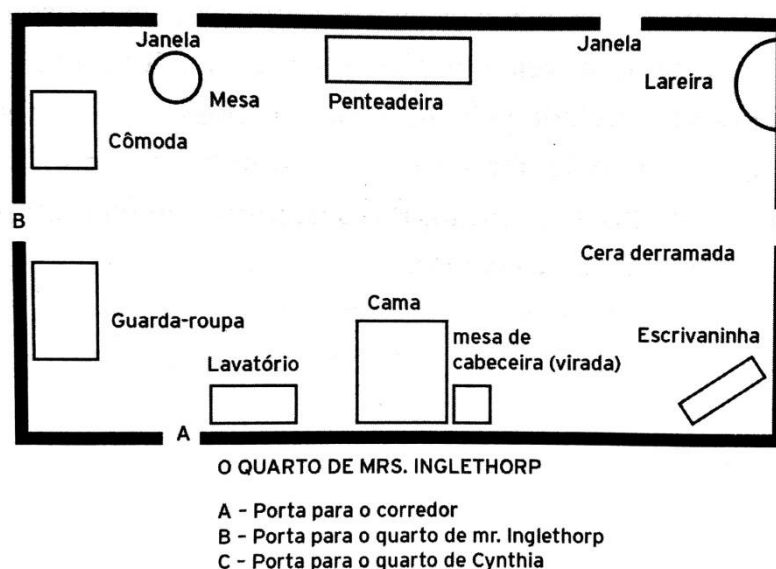 Janela
Janela
Mesa
Penteadeira
Lareira
Cômoda
B
Cera derramada
Guarda-roupa
Cama
mesa de
cabeceira (virada)
Escrivaninha
Lavatório
A
O QUARTO DE MRS. INGLETHORP
A - Porta para o corredor
B - Porta para o quarto de mr. Inglethorp
C - Porta para o quarto de Cynthia